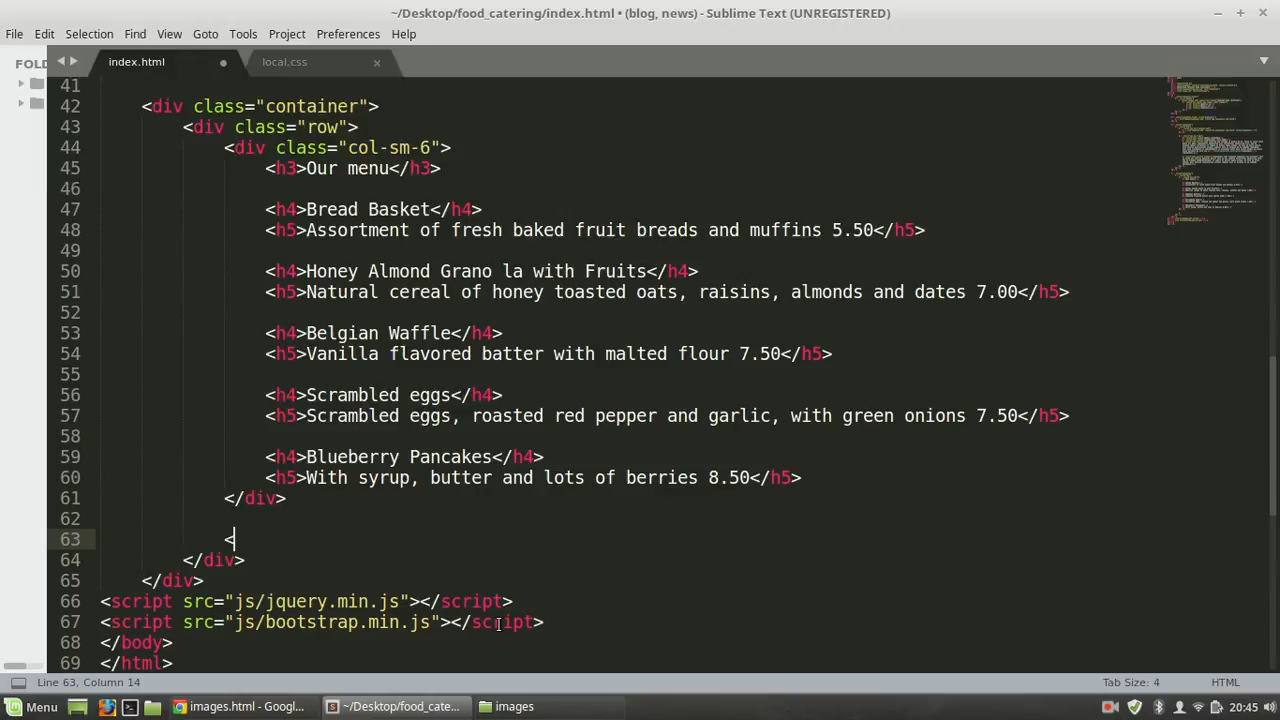 ~/Desktop/food_catering/index.html • (blog, news) - Sublime Text (UNREGISTERED)
File Edit Selection Find View Goto Tools Project Preferences Help
FOLD
index.html
local.css
41
42 <div class="container">
43 <div class="row">
44 <div class="col-sm-6">
45 <h3>Our menu</h3>
46
47 <h4>Bread Basket</h4>
48 <h5>Assortment of fresh baked fruit breads and muffins 5.50</h5>
49
50 <h4>Honey Almond Grano la with Fruits</h4>
51 <h5>Natural cereal of honey toasted oats, raisins, almonds and dates 7.00</h5>
52
53 <h4>Belgian Waffle</h4>
54 <h5>Vanilla flavored batter with malted flour 7.50</h5>
55
56 <h4>Scrambled eggs</h4>
57 <h5>Scrambled eggs, roasted red pepper and garlic, with green onions 7.50</h5>
58
59 <h4>Blueberry Pancakes</h4>
60 <h5>With syrup, butter and lots of berries 8.50</h5>
61 </div>
62
63 <
64 </div>
65 </div>
66 <script src="js/jquery.min.js"></script>
67 <script src="js/bootstrap.min.js"></script>
68 </body>
69 </html>
Line 63, Column 14
Tab Size: 4
HTML
Menu
images.html - Googl...
~/Desktop/food_cate...
images
20:45